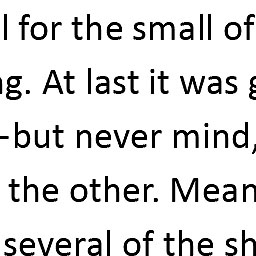 l for the small of
ng. At last it was g
-but never mind,
the other. Mean
several of the sh